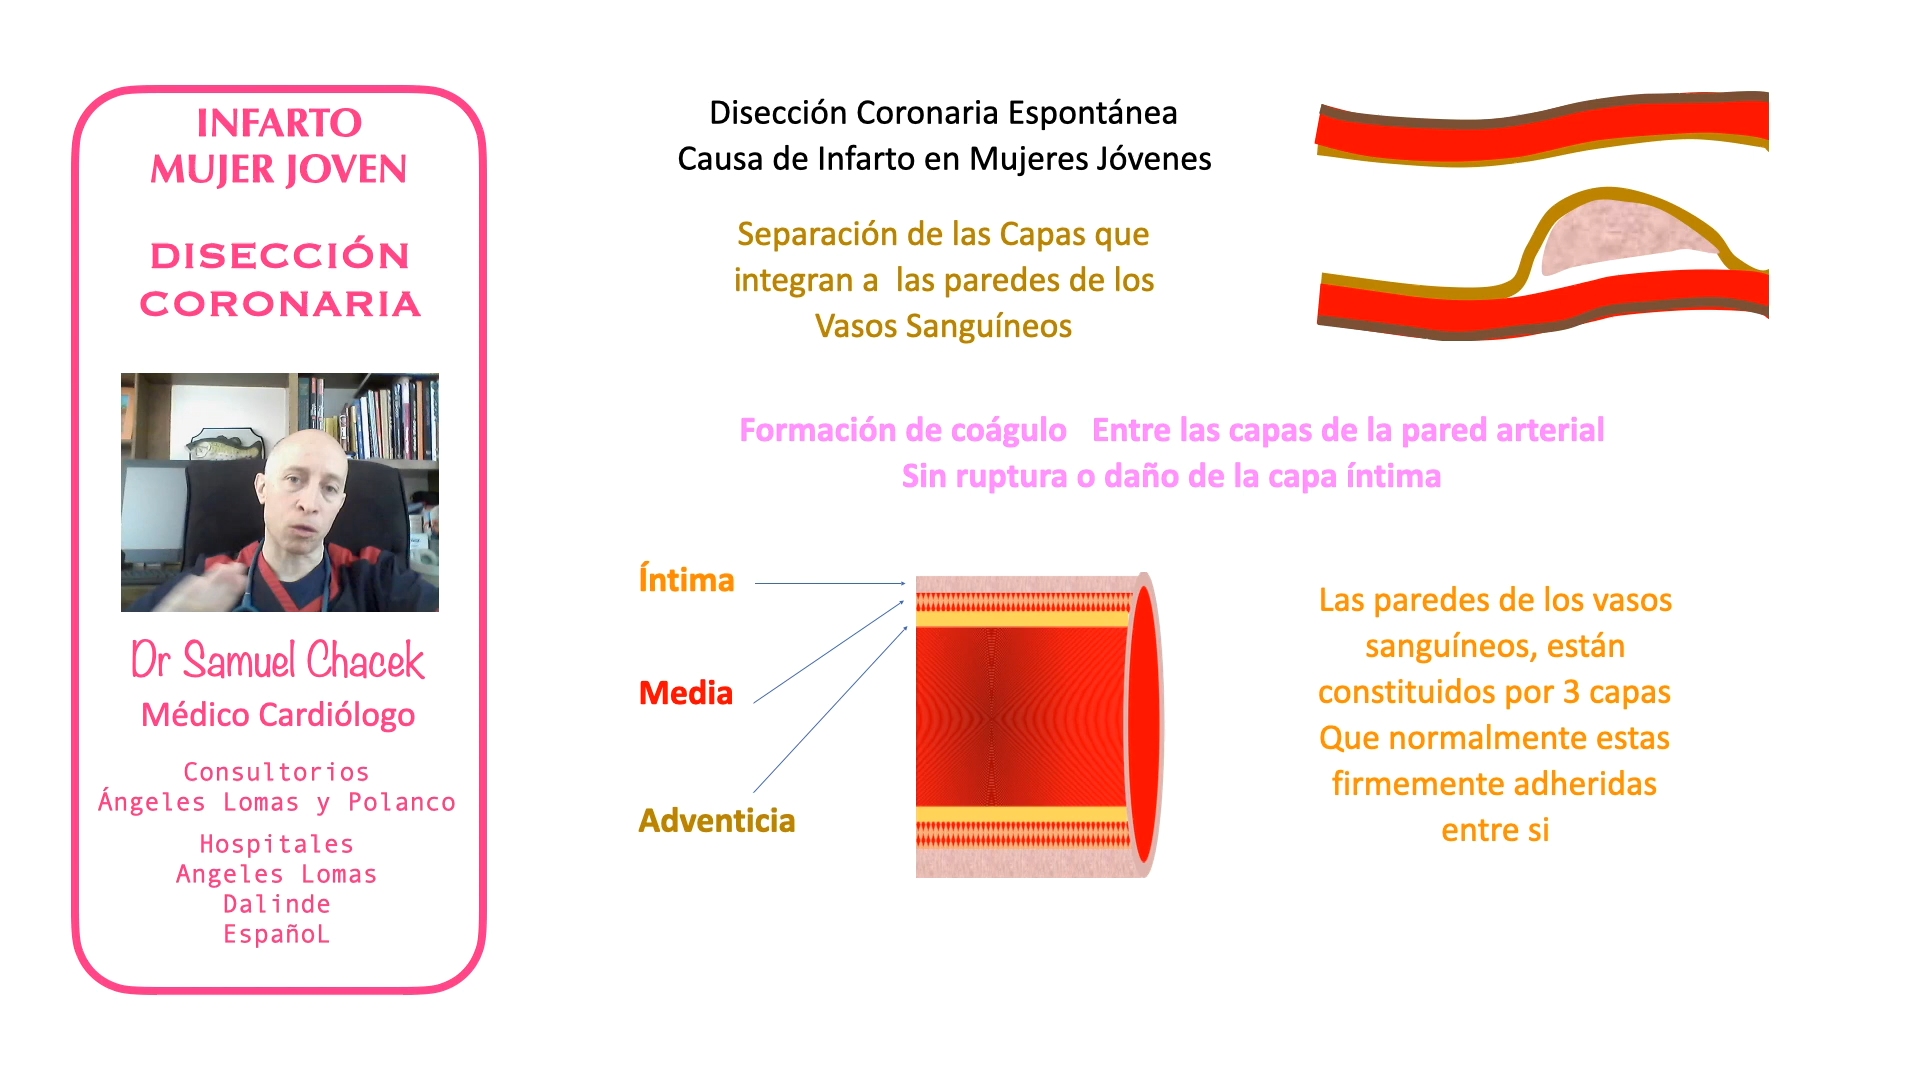 INFARTO
MUJER JOVEN
DISECCIÓN
CORONARIA
Dr Samuel Chacek
Médico Cardiólogo
Consultorios
Ángeles Lomas y Polanco
Hospitales
Angeles Lomas
Dalinde
EspañoL
Disección Coronaria Espontánea
Causa de Infarto en Mujeres Jóvenes
Separación de las Capas que
integran a las paredes de los
Vasos Sanguíneos
Formación de coágulo Entre las capas de la pared arterial
Sin ruptura o daño de la capa íntima
Íntima
Media
Adventicia
Las paredes de los vasos
sanguíneos, están
constituidos por 3 capas
Que normalmente estas
firmemente adheridas
entre si